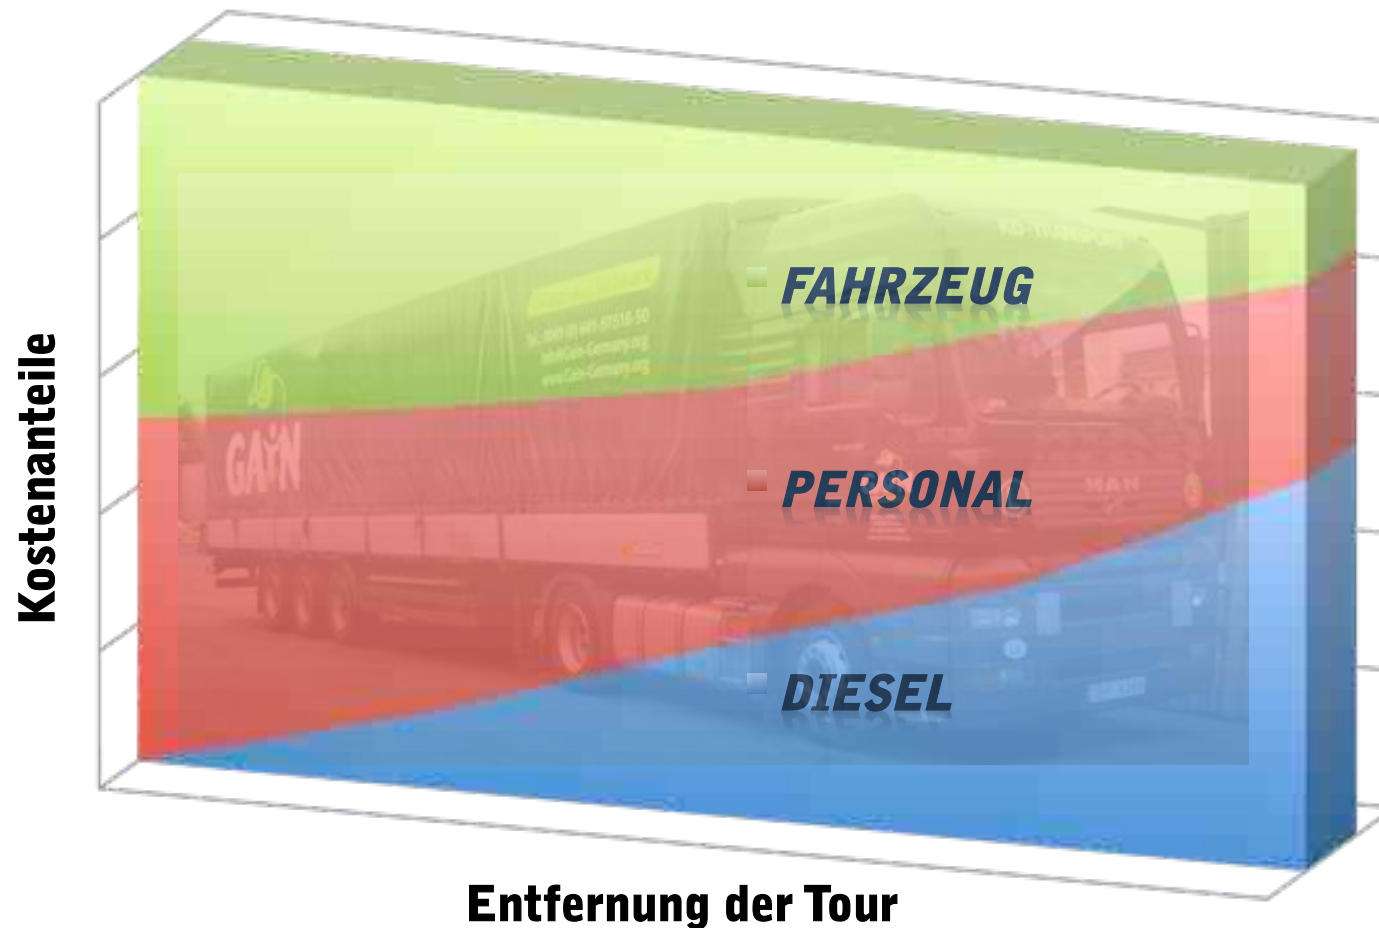 FAHRZEUG
GAiN
PERSONAL
MAN
DIESEL
Kostenanteile
Entfernung der Tour